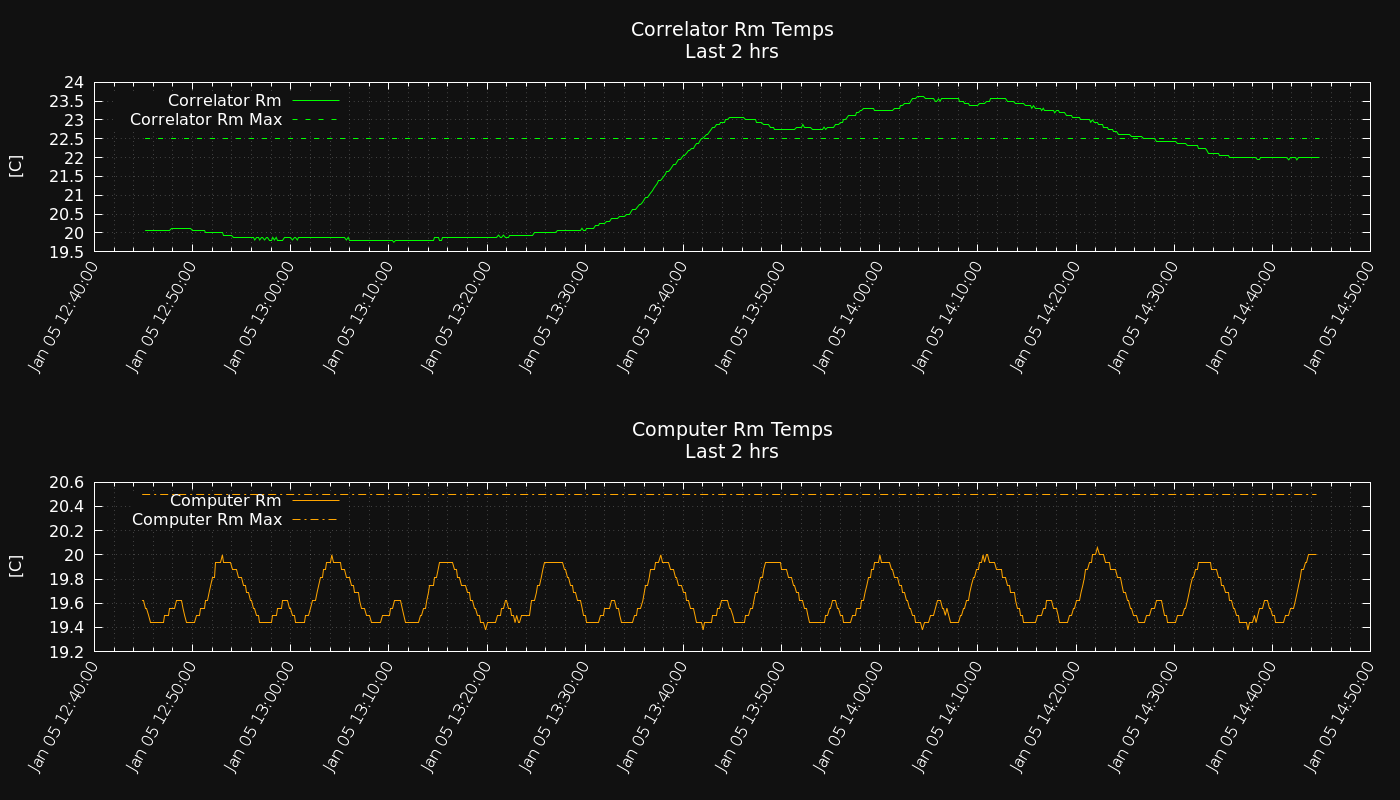 Correlator Rm Temps
Last 2 hrs
24
23.5
23
22.5
22
21.5
21
20.5
20
19.5
[C]
Correlator Rm
Correlator Rm Max
Jan 05 12:40:00
Jan 05 12:50:00
Jan 05 13:00:00
Jan 05 13:10:00
Jan 05 13:20:00
Jan 05 13:30:00
Jan 05 13:40:00
Jan 05 13:50:00
Jan 05 14:00:00
Jan 05 14:10:00
Jan 05 14:20:00
Jan 05 14:30:00
Jan 05 14:40:00
Jan 05 14:50:00
Computer Rm Temps
Last 2 hrs
20.6
20.4
20.2
20
19.8
19.6
19.4
19.2
[C]
Computer Rm
Computer Rm Max
Jan 05 12:40:00
Jan 05 12:50:00
Jan 05 13:00:00
Jan 05 13:10:00
Jan 05 13:20:00
Jan 05 13:30:00
Jan 05 13:40:00
Jan 05 13:50:00
Jan 05 14:00:00
Jan 05 14:10:00
Jan 05 14:20:00
Jan 05 14:30:00
Jan 05 14:40:00
Jan 05 14:50:00